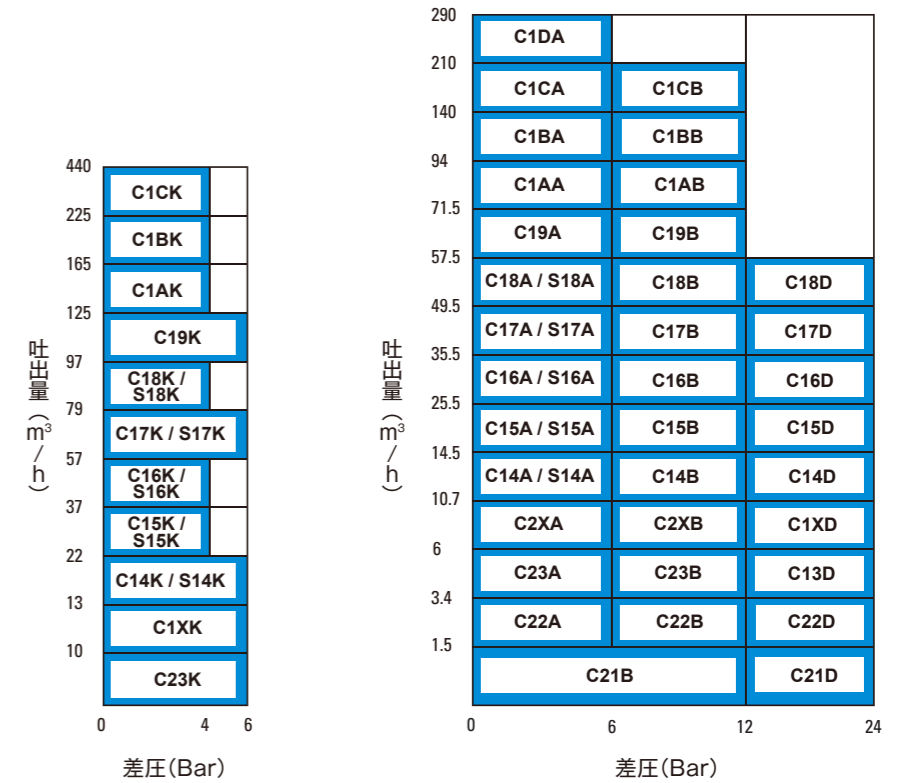 440
C1CK
225
C1BK
165
C1AK
125
C19K
97
C18K /
S18K
79
C17K / S17K
57
C16K /
S16K
37
C15K /
S15K
22
C14K / S14K
13
C1XK
10
C23K
0 4 6
差圧(Bar)
吐出量(m³/h)
290
C1DA
210
C1CA C1CB
140
C1BA C1BB
94
C1AA C1AB
71.5
C19A C19B
57.5
C18A / S18A C18B C18D
49.5
C17A / S17A C17B C17D
35.5
C16A / S16A C16B C16D
25.5
C15A / S15A C15B C15D
14.5
C14A / S14A C14B C14D
10.7
C2XA C2XB C1XD
6
C23A C23B C13D
3.4
C22A C22B C22D
1.5
C21B C21D
0 6 12 24
差圧(Bar)
吐出量(m³/h)